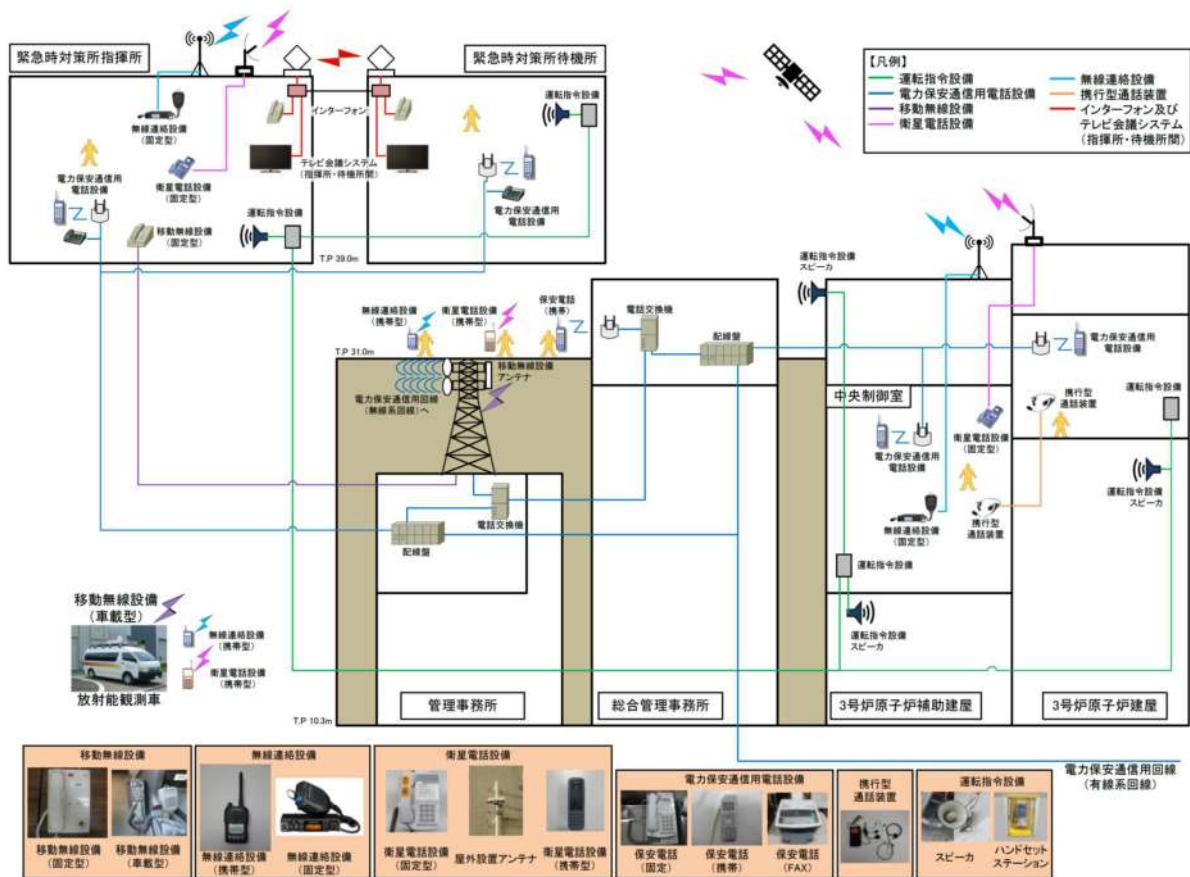 緊急時対策所指揮所
緊急時対策所待機所
【凡例】
運転指令設備
電力保安通信用電話設備
移動無線設備
衛星電話設備
無線連絡設備
携行型通話装置
インターフォン及び
テレビ会議システム
(指揮所・待機所間)
インターフォン
運転指令設備
無線連絡設備
(固定型)
テレビ会議システム
(指揮所・待機所間)
電力保安通信用
電話設備
衛星電話設備
(固定型)
運転指令設備
移動無線設備
(固定型)
電力保安通信用
電話設備
T.P 39.0m
運転指令設備
スピーカ
無線連絡設備
(携帯型)
衛星電話設備
(携帯型)
保安電話
(携帯)
電話交換機
配線盤
電力保安通信用
電話設備
T.P 31.0m
移動無線設備
アンテナ
電力保安通信用回線
(無線系回線)へ
中央制御室
携行型
通話装置
運転指令設備
衛星電話設備
(固定型)
電力保安通信用
電話設備
運転指令設備
スピーカ
無線連絡設備
(固定型)
携行型
通話装置
電話交換機
配線盤
運転指令設備
移動無線設備
(車載型)
無線連絡設備
(携帯型)
衛星電話設備
(携帯型)
放射能観測車
運転指令設備
スピーカ
T.P 10.3m
管理事務所
総合管理事務所
3号炉原子炉補助建屋
3号炉原子炉建屋
電力保安通信用回線
(有線系回線)
移動無線設備
移動無線設備
(固定型)
移動無線設備
(車載型)
無線連絡設備
無線連絡設備
(携帯型)
無線連絡設備
(固定型)
衛星電話設備
衛星電話設備
(固定型)
屋外設置アンテナ
衛星電話設備
(携帯型)
電力保安通信用電話設備
保安電話
(固定)
保安電話
(携帯)
保安電話
(FAX)
携行型
通話装置
運転指令設備
スピーカ
ハンドセット
ステーション